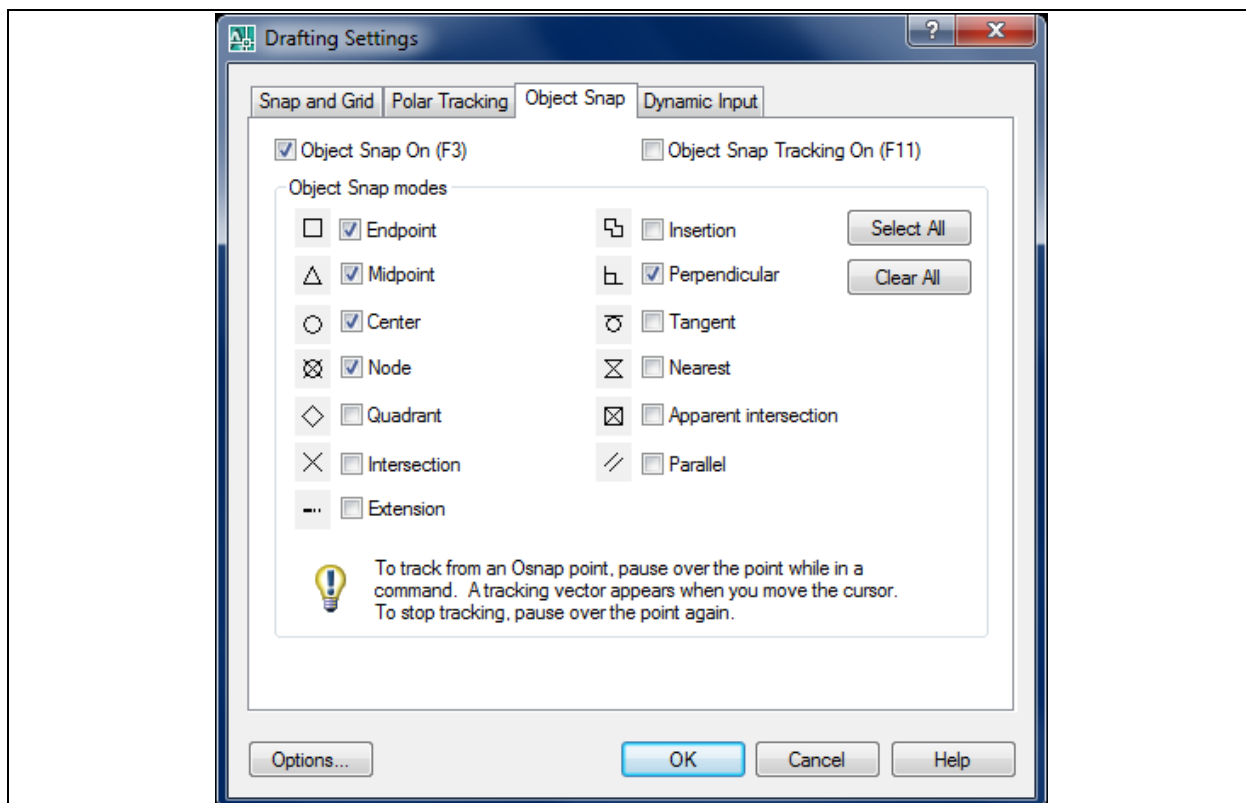 Drafting Settings
?
Snap and Grid Polar Tracking Object Snap Dynamic Input
Object Snap On (F3) Object Snap Tracking On (F11)
Object Snap modes
Endpoint Insertion Select All
Midpoint Perpendicular Clear All
Center Tangent
Node Nearest
Quadrant Apparent intersection
Intersection Parallel
Extension
To track from an Osnap point, pause over the point while in a
command. A tracking vector appears when you move the cursor.
To stop tracking, pause over the point again.
Options... OK Cancel Help